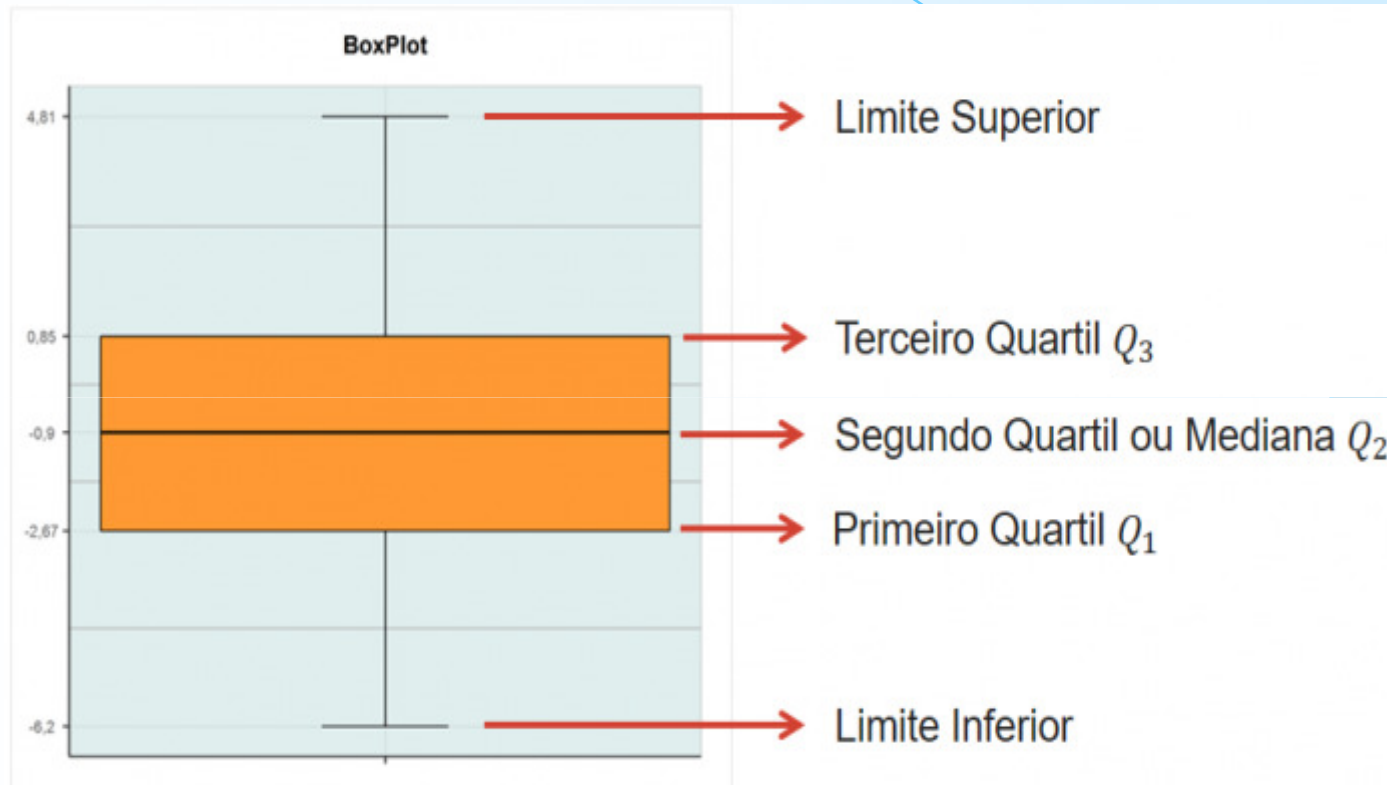 BoxPlot
4,81
Limite Superior
0,85
Terceiro Quartil Q3
-0,9
Segundo Quartil ou Mediana Q2
-2,67
Primeiro Quartil Q1
-6,2
Limite Inferior